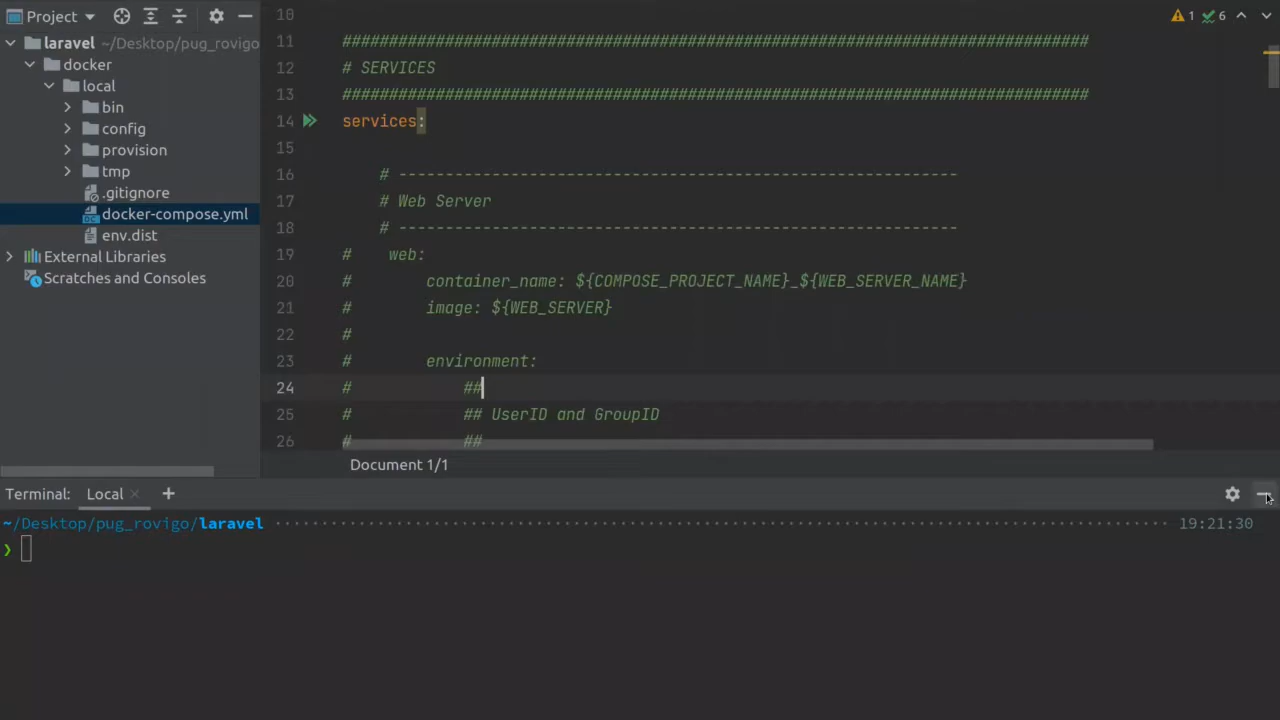 Project
laravel ~/Desktop/pug_rovigo
docker
local
bin
config
provision
tmp
.gitignore
docker-compose.yml
env.dist
External Libraries
Scratches and Consoles
1 6
10
11 ################################################################################
12 # SERVICES
13 ################################################################################
14 services:
15
16 # ------------------------------------------------------------
17 # Web Server
18 # ------------------------------------------------------------
19 # web:
20 # container_name: ${COMPOSE_PROJECT_NAME}_${WEB_SERVER_NAME}
21 # image: ${WEB_SERVER}
22 #
23 # environment:
24 # ##
25 # ## UserID and GroupID
26 # ##
Document 1/1
Terminal: Local
~/Desktop/pug_rovigo/laravel 19:21:30
❯